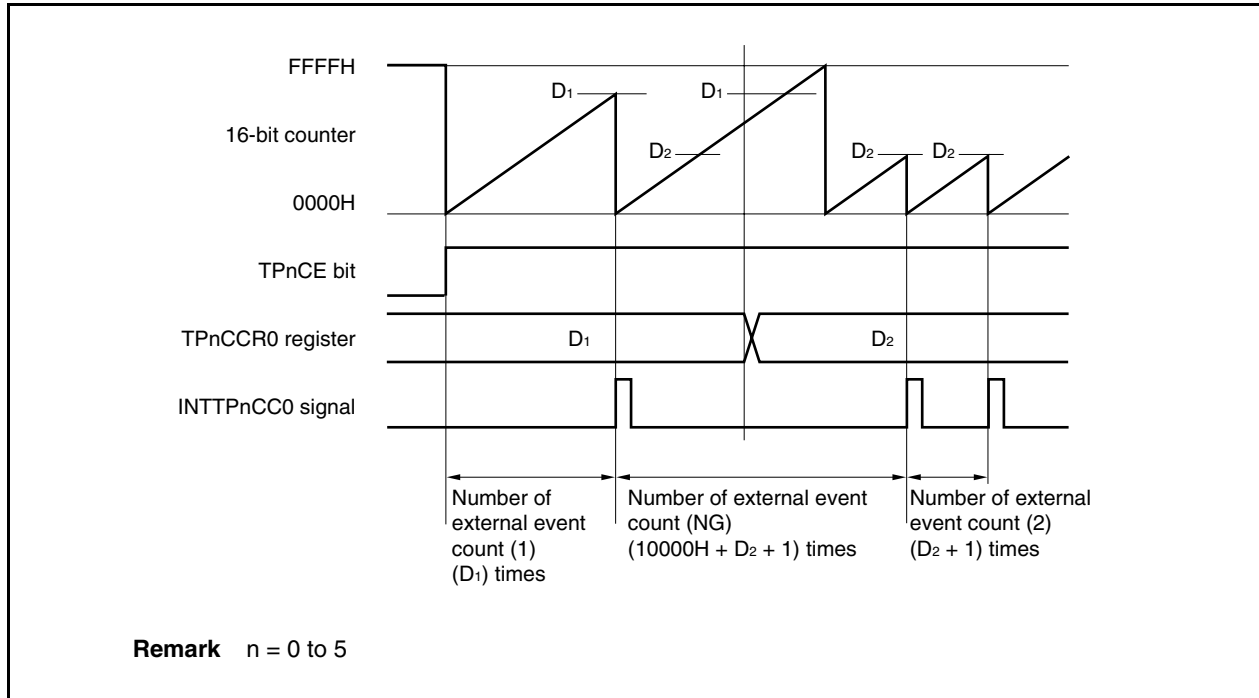 FFFFH
D1
D1
16-bit counter
D2
D2
D2
0000H
TPnCE bit
TPnCCR0 register
D1
D2
INTTPnCC0 signal
Number of
external event
count (1)
(D1) times
Number of external event
count (NG)
(10000H + D2 + 1) times
Number of external
event count (2)
(D2 + 1) times
Remark n = 0 to 5